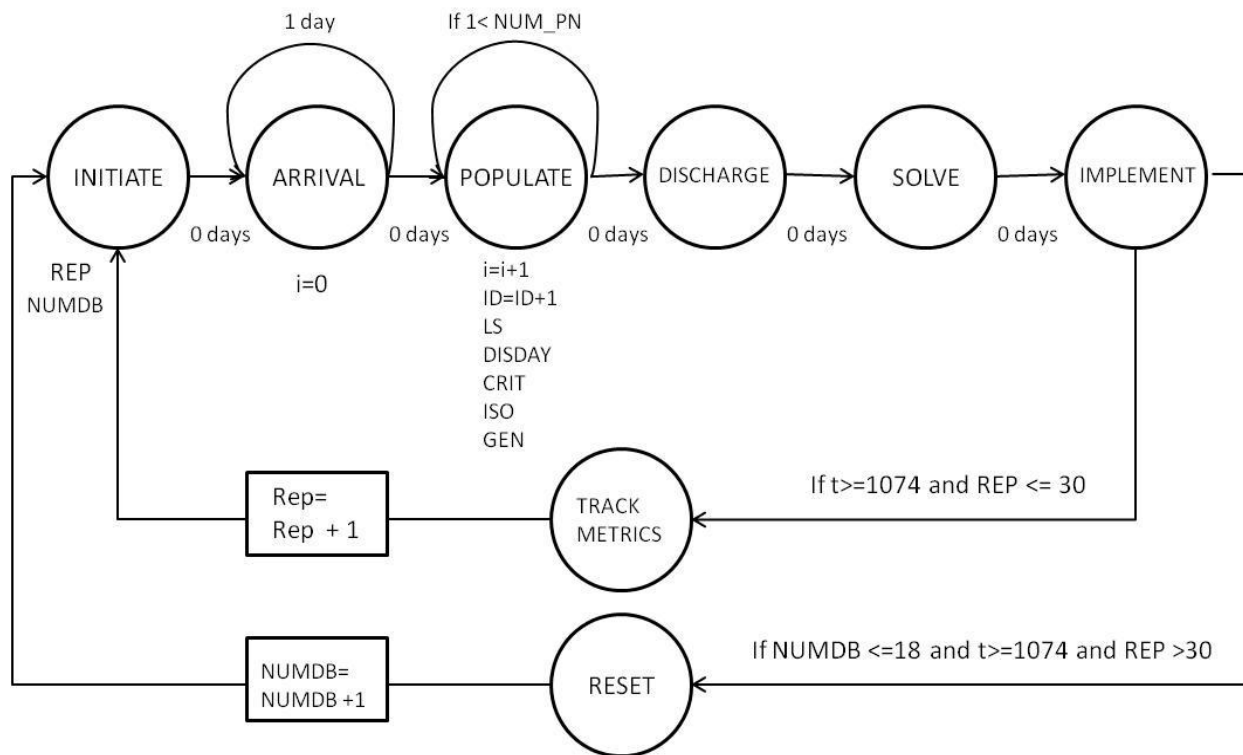 1 day
If 1< NUM_PN
INITIATE
ARRIVAL
POPULATE
DISCHARGE
SOLVE
IMPLEMENT
0 days
0 days
0 days
0 days
0 days
REP
NUMDB
i=0
i=i+1
ID=ID+1
LS
DISDAY
CRIT
ISO
GEN
Rep=
Rep + 1
TRACK
METRICS
If t>=1074 and REP <= 30
NUMDB=
NUMDB +1
RESET
If NUMDB <=18 and t>=1074 and REP >30